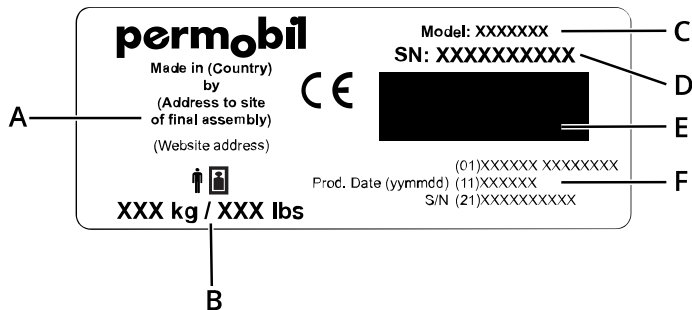 permobil
Made in (Country)
by
(Address to site
of final assembly)
(Website address)
XXX kg / XXX lbs
CE
Model: XXXXXXX
SN: XXXXXXXXXX
(01)XXXXXX XXXXXXXX
Prod. Date (yymmdd) (11)XXXXXX
S/N (21)XXXXXXXXXX
A
B
C
D
E
F